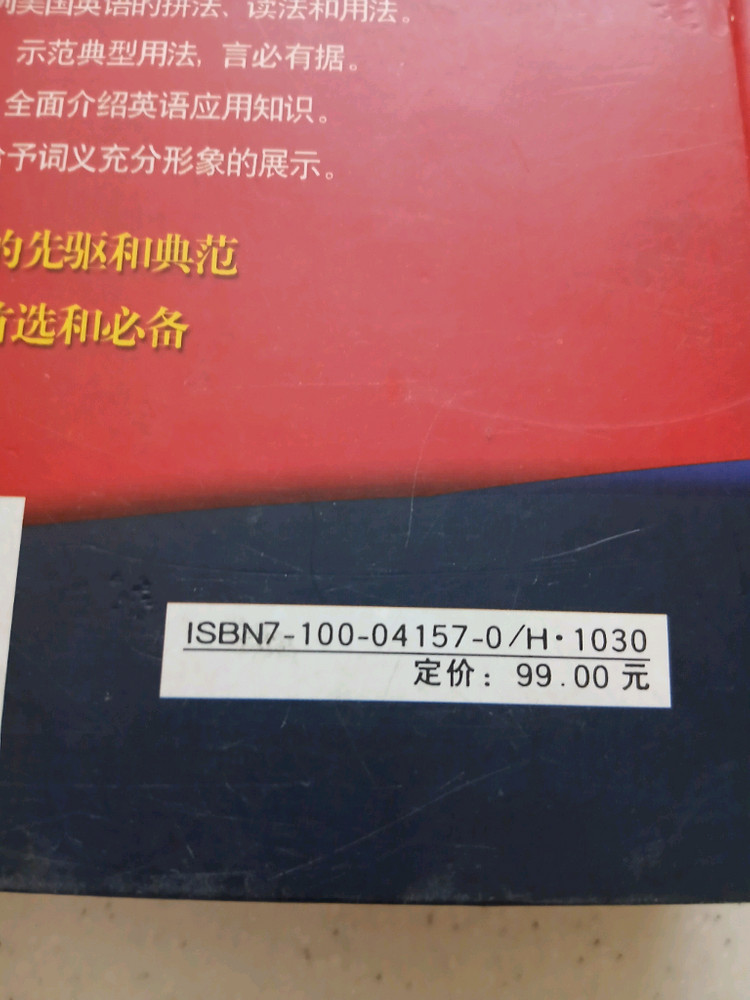 美国英语的拼法、读法和用法。
示范典型用法，言必有据。
全面介绍英语应用知识。
予词义充分形象的展示。
的先驱和典范
首选和必备
ISBN7-100-04157-0/H·1030
定价：99.00元